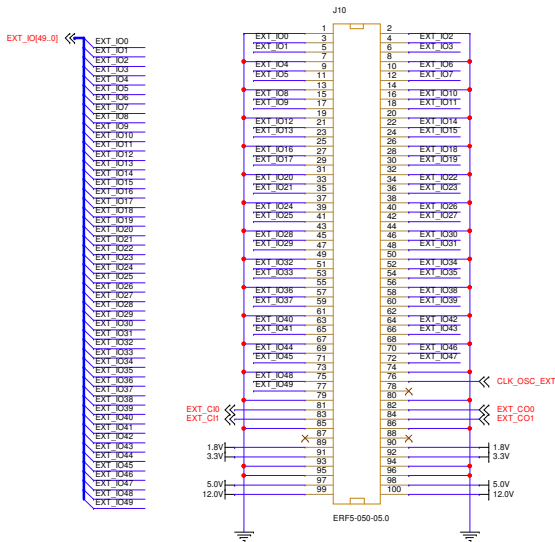 EXT_IO[49..0]
EXT_IO0
EXT_IO1
EXT_IO2
EXT_IO3
EXT_IO4
EXT_IO5
EXT_IO6
EXT_IO7
EXT_IO8
EXT_IO9
EXT_IO10
EXT_IO11
EXT_IO12
EXT_IO13
EXT_IO14
EXT_IO15
EXT_IO16
EXT_IO17
EXT_IO18
EXT_IO19
EXT_IO20
EXT_IO21
EXT_IO22
EXT_IO23
EXT_IO24
EXT_IO25
EXT_IO26
EXT_IO27
EXT_IO28
EXT_IO29
EXT_IO30
EXT_IO31
EXT_IO32
EXT_IO33
EXT_IO34
EXT_IO35
EXT_IO36
EXT_IO37
EXT_IO38
EXT_IO39
EXT_IO40
EXT_IO41
EXT_IO42
EXT_IO43
EXT_IO44
EXT_IO45
EXT_IO46
EXT_IO47
EXT_IO48
EXT_IO49
J10
1 2
EXT_IO0 3 4 EXT_IO2
EXT_IO1 5 6 EXT_IO3
7 8
EXT_IO4 9 10 EXT_IO6
EXT_IO5 11 12 EXT_IO7
13 14
EXT_IO8 15 16 EXT_IO10
EXT_IO9 17 18 EXT_IO11
19 20
EXT_IO12 21 22 EXT_IO14
EXT_IO13 23 24 EXT_IO15
25 26
EXT_IO16 27 28 EXT_IO18
EXT_IO17 29 30 EXT_IO19
31 32
EXT_IO20 33 34 EXT_IO22
EXT_IO21 35 36 EXT_IO23
37 38
EXT_IO24 39 40 EXT_IO26
EXT_IO25 41 42 EXT_IO27
43 44
EXT_IO28 45 46 EXT_IO30
EXT_IO29 47 48 EXT_IO31
49 50
EXT_IO32 51 52 EXT_IO34
EXT_IO33 53 54 EXT_IO35
55 56
EXT_IO36 57 58 EXT_IO38
EXT_IO37 59 60 EXT_IO39
61 62
EXT_IO40 63 64 EXT_IO42
EXT_IO41 65 66 EXT_IO43
67 68
EXT_IO44 69 70 EXT_IO46
EXT_IO45 71 72 EXT_IO47
73 74
EXT_IO48 75 76 CLK_OSC_EXT
EXT_IO49 77 78
79 80
EXT_CI0 81 82 EXT_CO0
EXT_CI1 83 84 EXT_CO1
85 86
87 88
1.8V 89 90 1.8V
3.3V 91 92 3.3V
93 94
95 96
5.0V 97 98 5.0V
12.0V 99 100 12.0V
ERF5-050-05.0